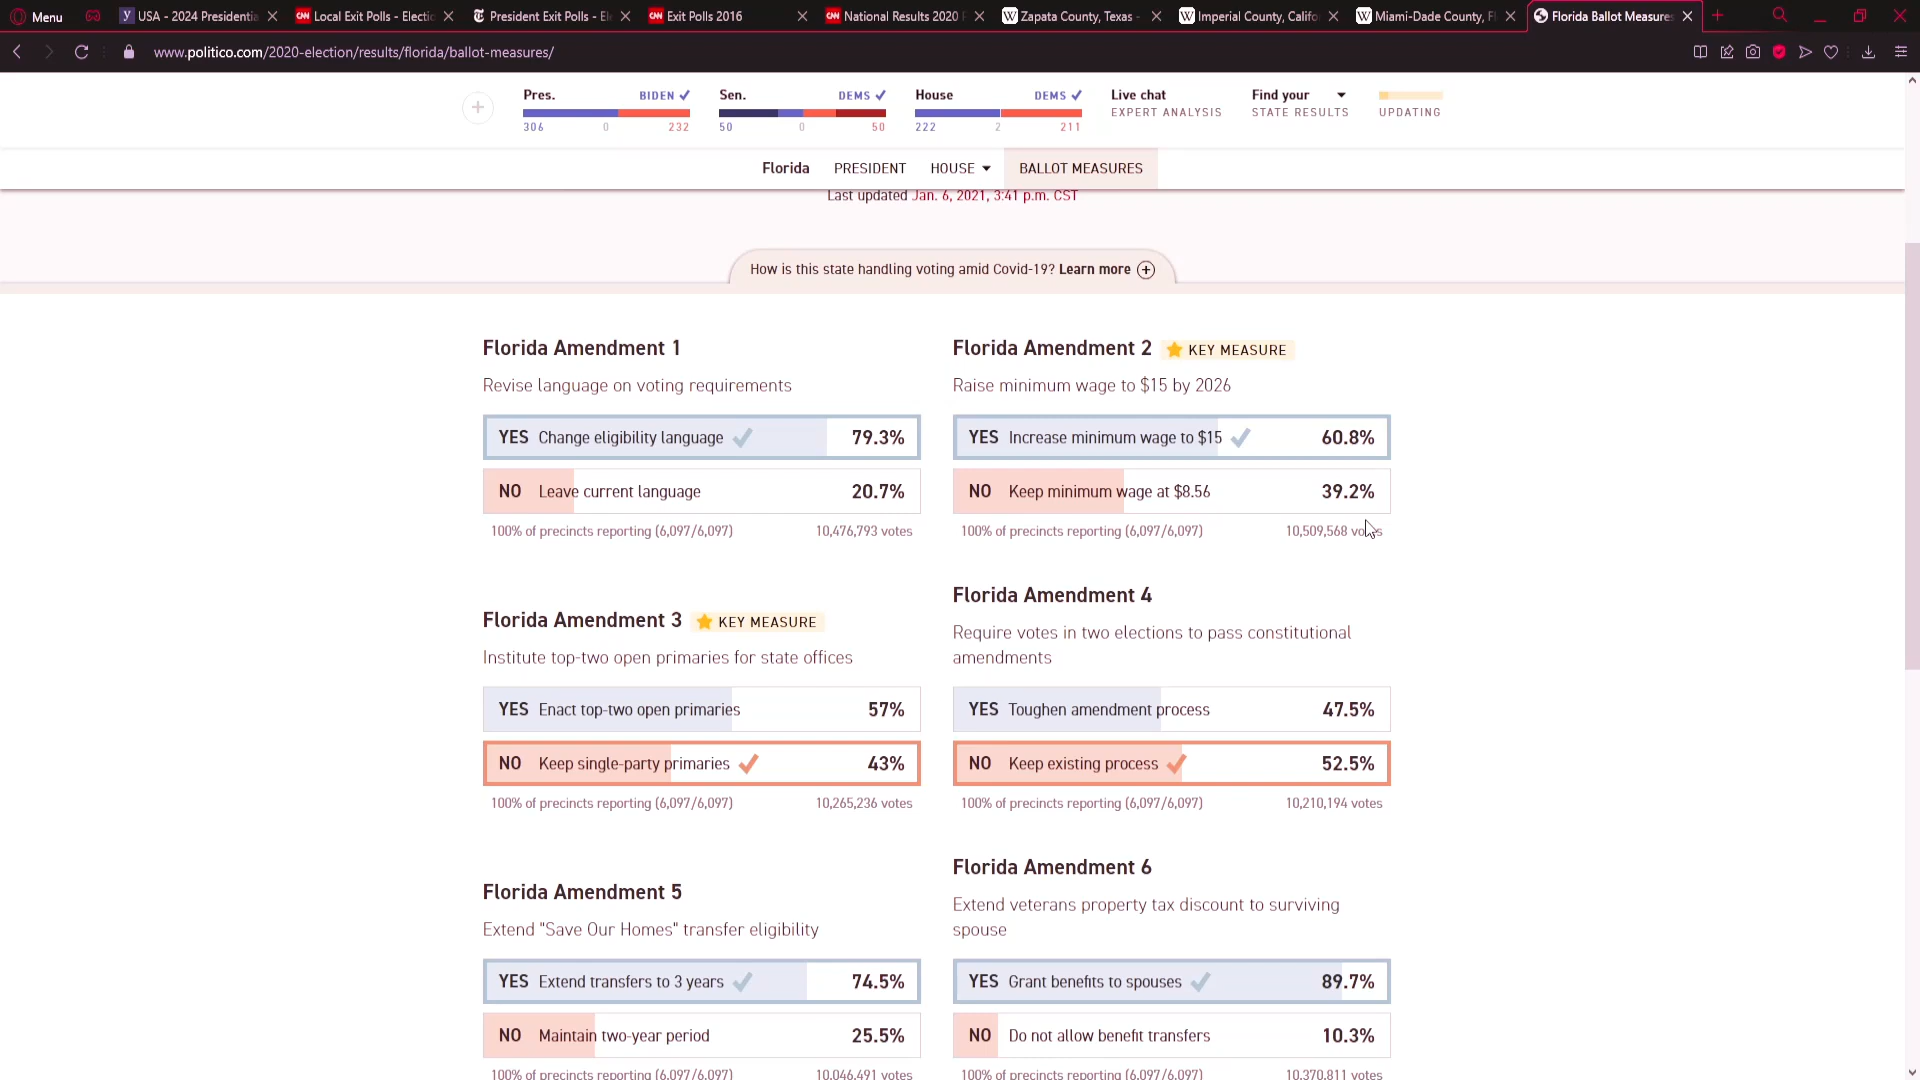 Menu
USA - 2024 Presidentia
Local Exit Polls - Electio
President Exit Polls - El
Exit Polls 2016
National Results 2020 P
Zapata County, Texas -
Imperial County, Califo
Miami-Dade County, F
Florida Ballot Measures
www.politico.com/2020-election/results/florida/ballot-measures/
Pres. BIDEN
306 0 232
Sen. DEMS
50 0 50
House DEMS
222 2 211
Live chat
EXPERT ANALYSIS
Find your
STATE RESULTS
UPDATING
Florida PRESIDENT HOUSE BALLOT MEASURES
Last updated Jan. 6, 2021, 3:41 p.m. CST
How is this state handling voting amid Covid-19? Learn more
Florida Amendment 1
Revise language on voting requirements
YES Change eligibility language 79.3%
NO Leave current language 20.7%
100% of precincts reporting (6,097/6,097) 10,476,793 votes
Florida Amendment 2 KEY MEASURE
Raise minimum wage to $15 by 2026
YES Increase minimum wage to $15 60.8%
NO Keep minimum wage at $8.56 39.2%
100% of precincts reporting (6,097/6,097) 10,509,568 votes
Florida Amendment 3 KEY MEASURE
Institute top-two open primaries for state offices
YES Enact top-two open primaries 57%
NO Keep single-party primaries 43%
100% of precincts reporting (6,097/6,097) 10,265,236 votes
Florida Amendment 4
Require votes in two elections to pass constitutional
amendments
YES Toughen amendment process 47.5%
NO Keep existing process 52.5%
100% of precincts reporting (6,097/6,097) 10,210,194 votes
Florida Amendment 5
Extend "Save Our Homes" transfer eligibility
YES Extend transfers to 3 years 74.5%
NO Maintain two-year period 25.5%
100% of precincts reporting (6,097/6,097) 10,046,491 votes
Florida Amendment 6
Extend veterans property tax discount to surviving
spouse
YES Grant benefits to spouses 89.7%
NO Do not allow benefit transfers 10.3%
100% of precincts reporting (6,097/6,097) 10,370,811 votes